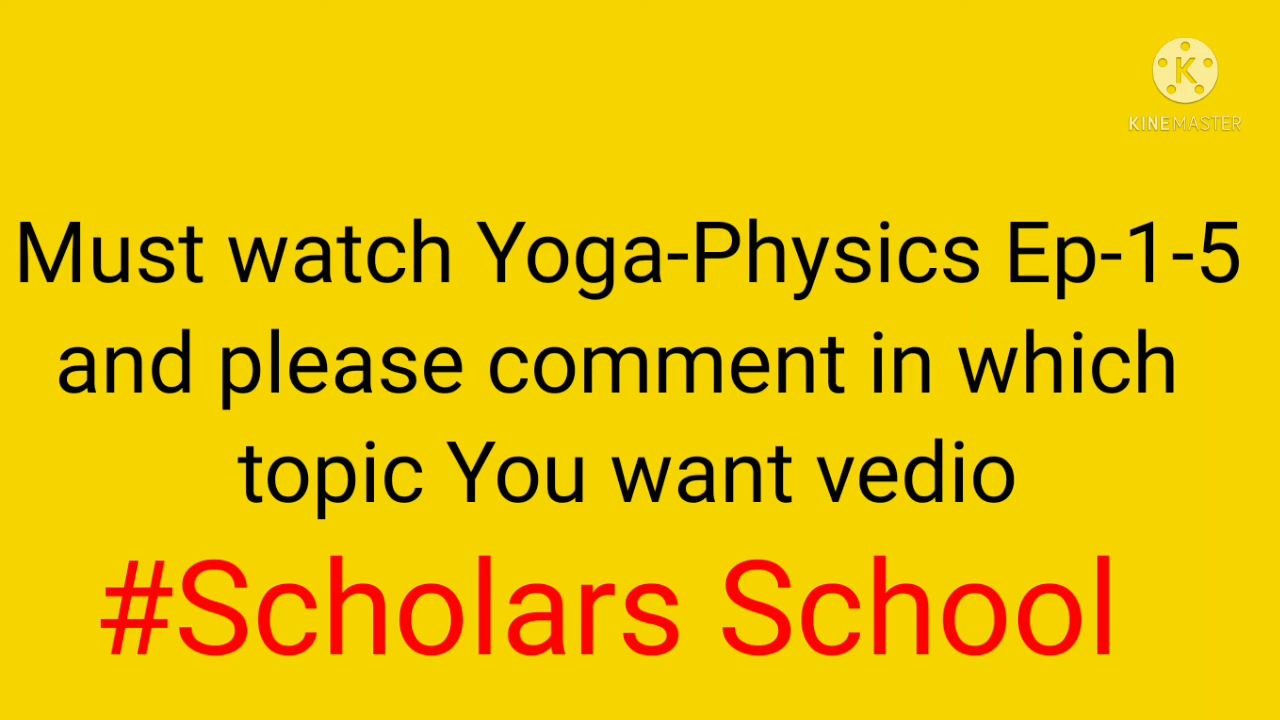 K
KINEMASTER
Must watch Yoga-Physics Ep-1-5
and please comment in which
topic You want vedio
#Scholars School